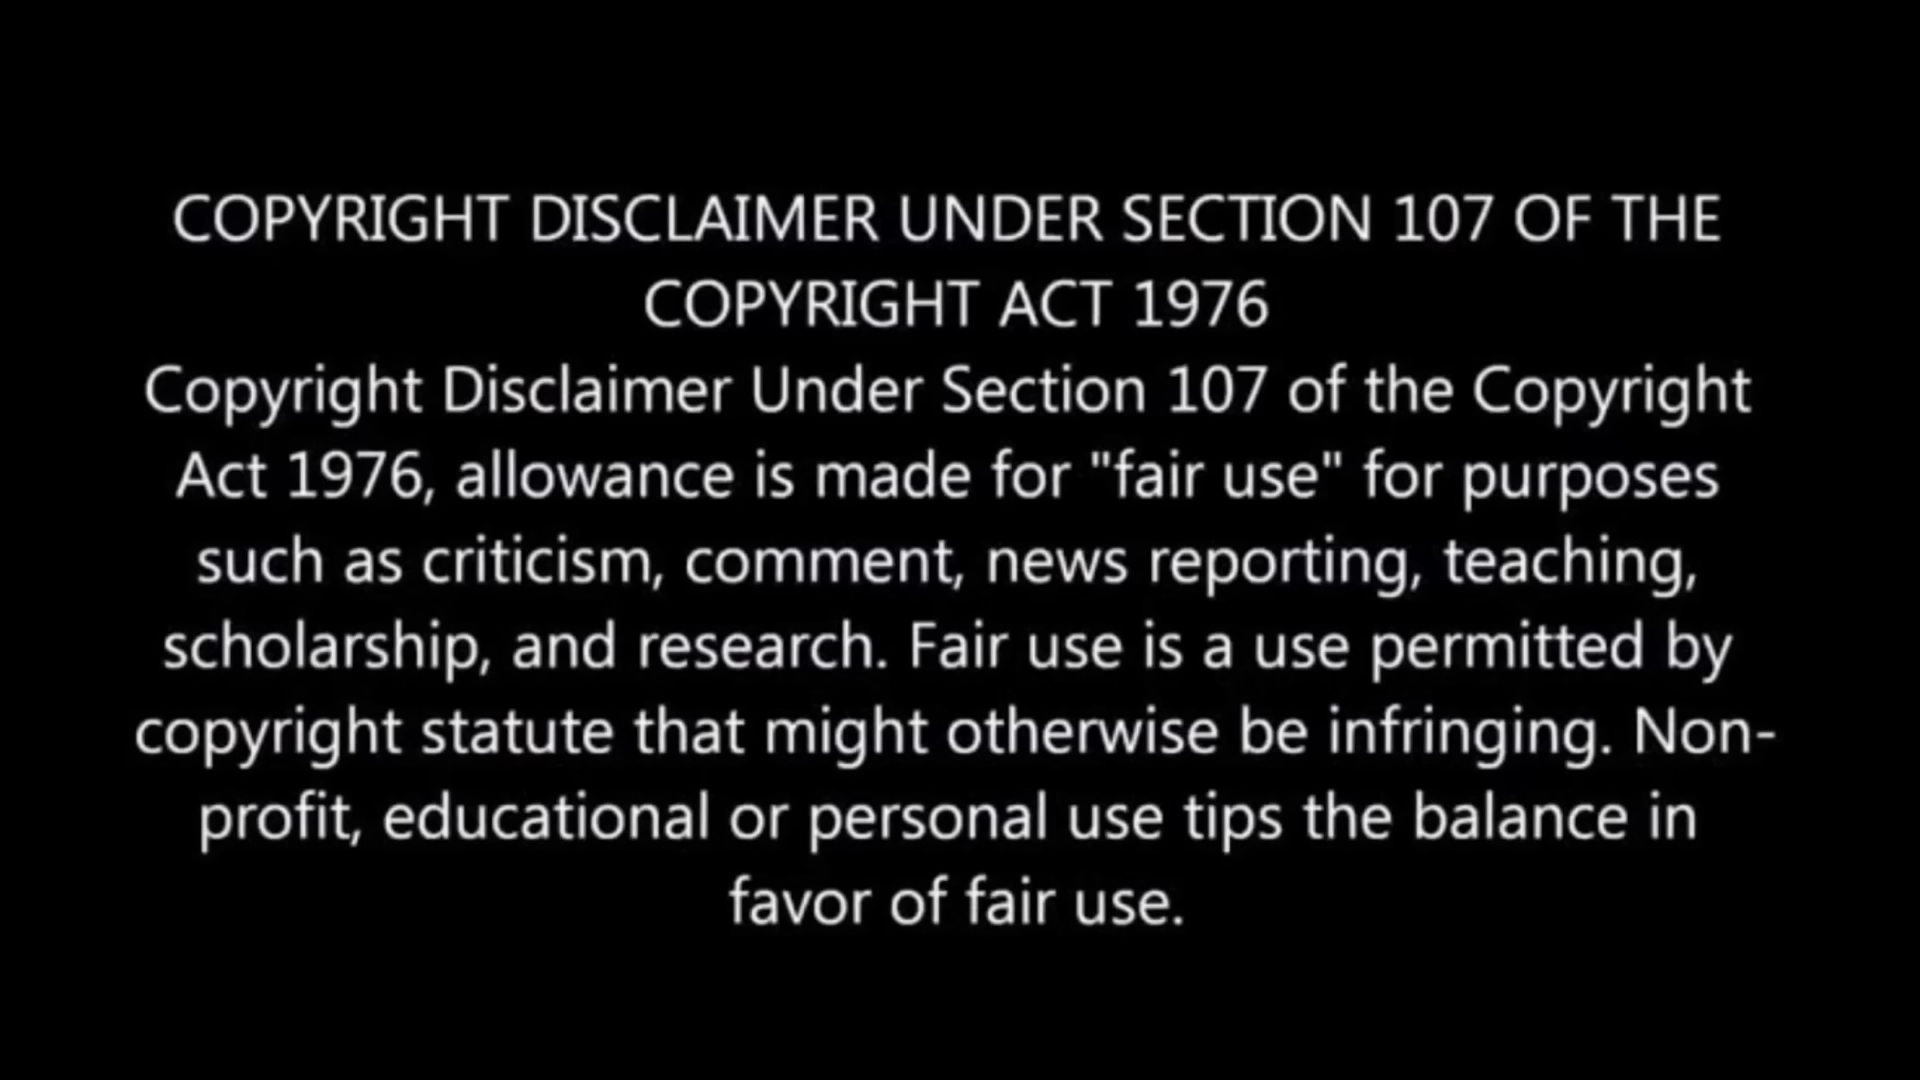 COPYRIGHT DISCLAIMER UNDER SECTION 107 OF THE
COPYRIGHT ACT 1976
Copyright Disclaimer Under Section 107 of the Copyright
Act 1976, allowance is made for "fair use" for purposes
such as criticism, comment, news reporting, teaching,
scholarship, and research. Fair use is a use permitted by
copyright statute that might otherwise be infringing. Non-
profit, educational or personal use tips the balance in
favor of fair use.